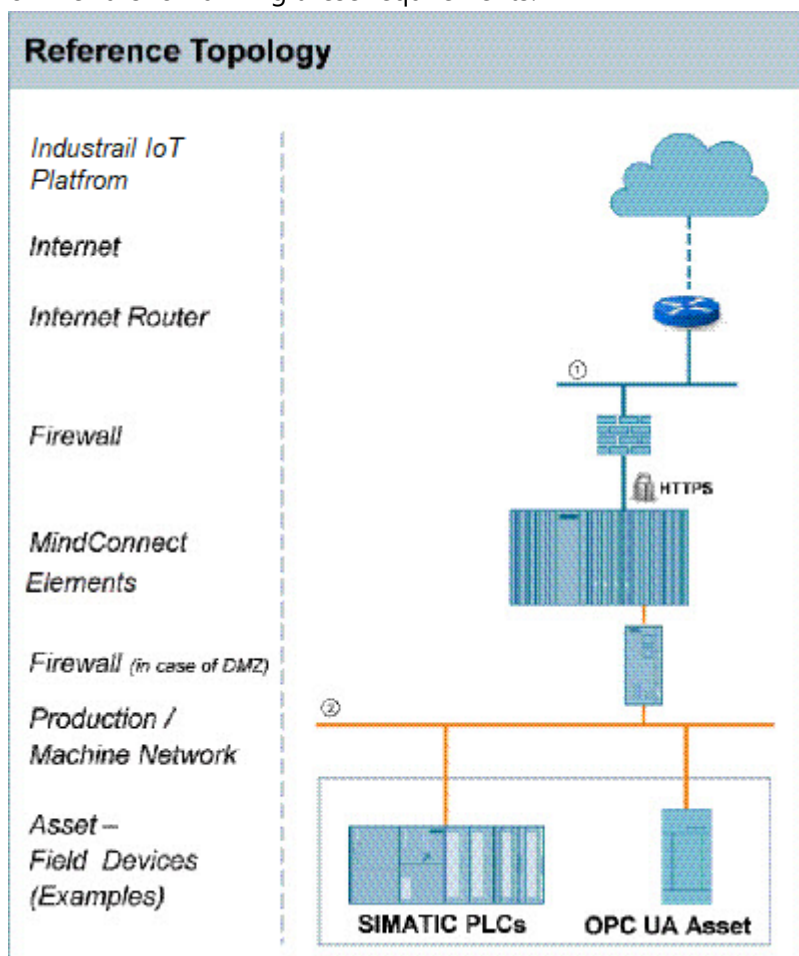 Reference Topology
Industrail IoT
Platfrom
Internet
Internet Router
①
Firewall
HTTPS
MindConnect
Elements
Firewall (in case of DMZ)
②
Production /
Machine Network
Asset –
Field Devices
(Examples)
SIMATIC PLCs
OPC UA Asset